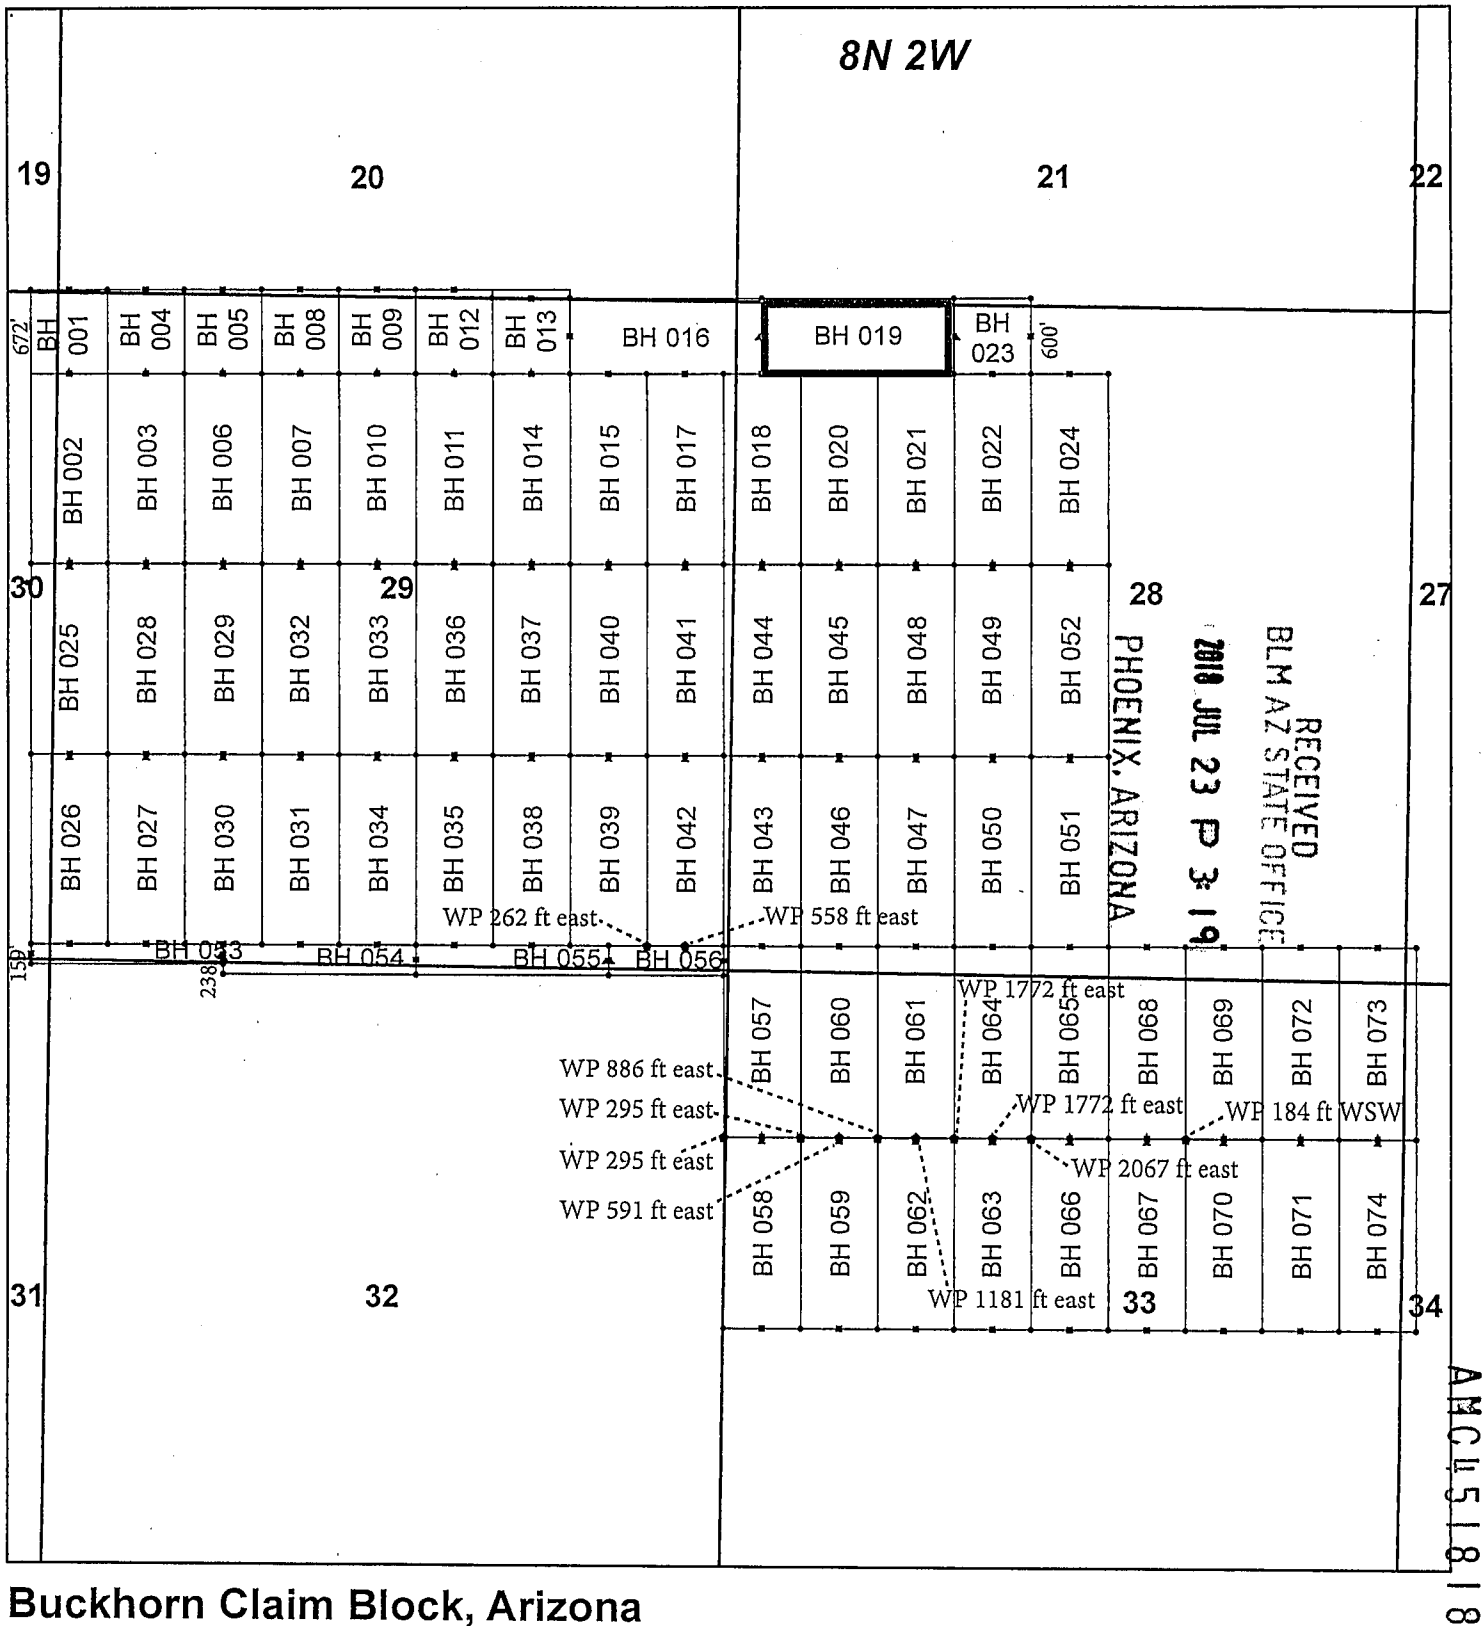 8N 2W
19
20
21
22
672'
BH 001
BH 004
BH 005
BH 008
BH 009
BH 012
BH 013
BH 016
BH 019
BH 023
600'
BH 002
BH 003
BH 006
BH 007
BH 010
BH 011
BH 014
BH 015
BH 017
BH 018
BH 020
BH 021
BH 022
BH 024
30
29
28
27
BH 025
BH 028
BH 029
BH 032
BH 033
BH 036
BH 037
BH 040
BH 041
BH 044
BH 045
BH 048
BH 049
BH 052
RECEIVED
BLM AZ STATE OFFICE
2018 JUL 23 P 3:19
PHOENIX, ARIZONA
BH 026
BH 027
BH 030
BH 031
BH 034
BH 035
BH 038
BH 039
BH 042
BH 043
BH 046
BH 047
BH 050
BH 051
WP 262 ft east
WP 558 ft east
159'
BH 053
238'
BH 054
BH 055
BH 056
WP 1772 ft east
BH 057
BH 060
BH 061
BH 064
BH 065
BH 068
BH 069
BH 072
BH 073
WP 886 ft east
WP 295 ft east
WP 1772 ft east
WP 184 ft WSW
WP 295 ft east
WP 2067 ft east
WP 591 ft east
BH 058
BH 059
BH 062
BH 063
BH 066
BH 067
BH 070
BH 071
BH 074
WP 1181 ft east
31
32
33
34
AMC451818
Buckhorn Claim Block, Arizona